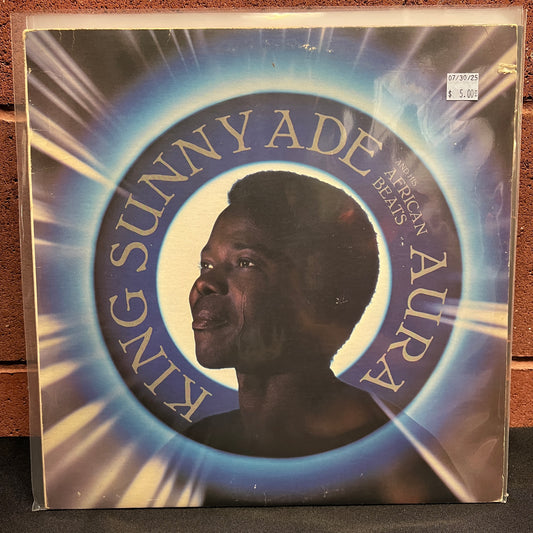 07/30/25
$ 5.00
KING SUNNY ADE
AND HIS
AFRICAN
BEATS
AURA